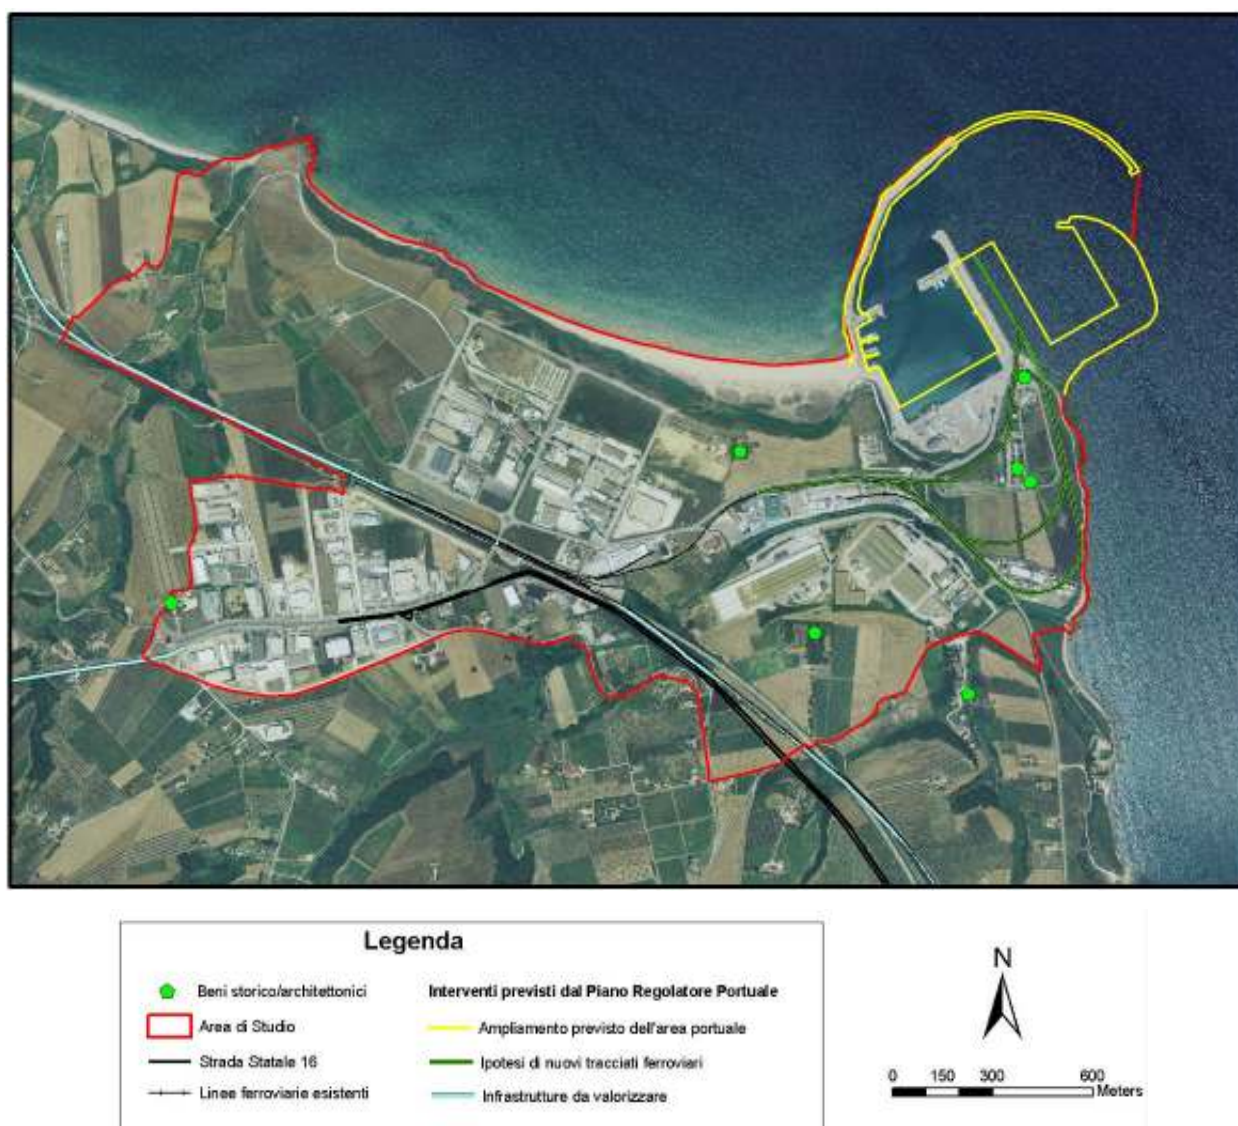 Legenda
Beni storico/architettonici
Area di Studio
Strada Statale 16
Linee ferroviarie esistenti
Interventi previsti dal Piano Regolatore Portuale
Ampliamento previsto dell'area portuale
Ipotesi di nuovi tracciati ferroviari
Infrastrutture da valorizzare
N
0 150 300 600
Meters